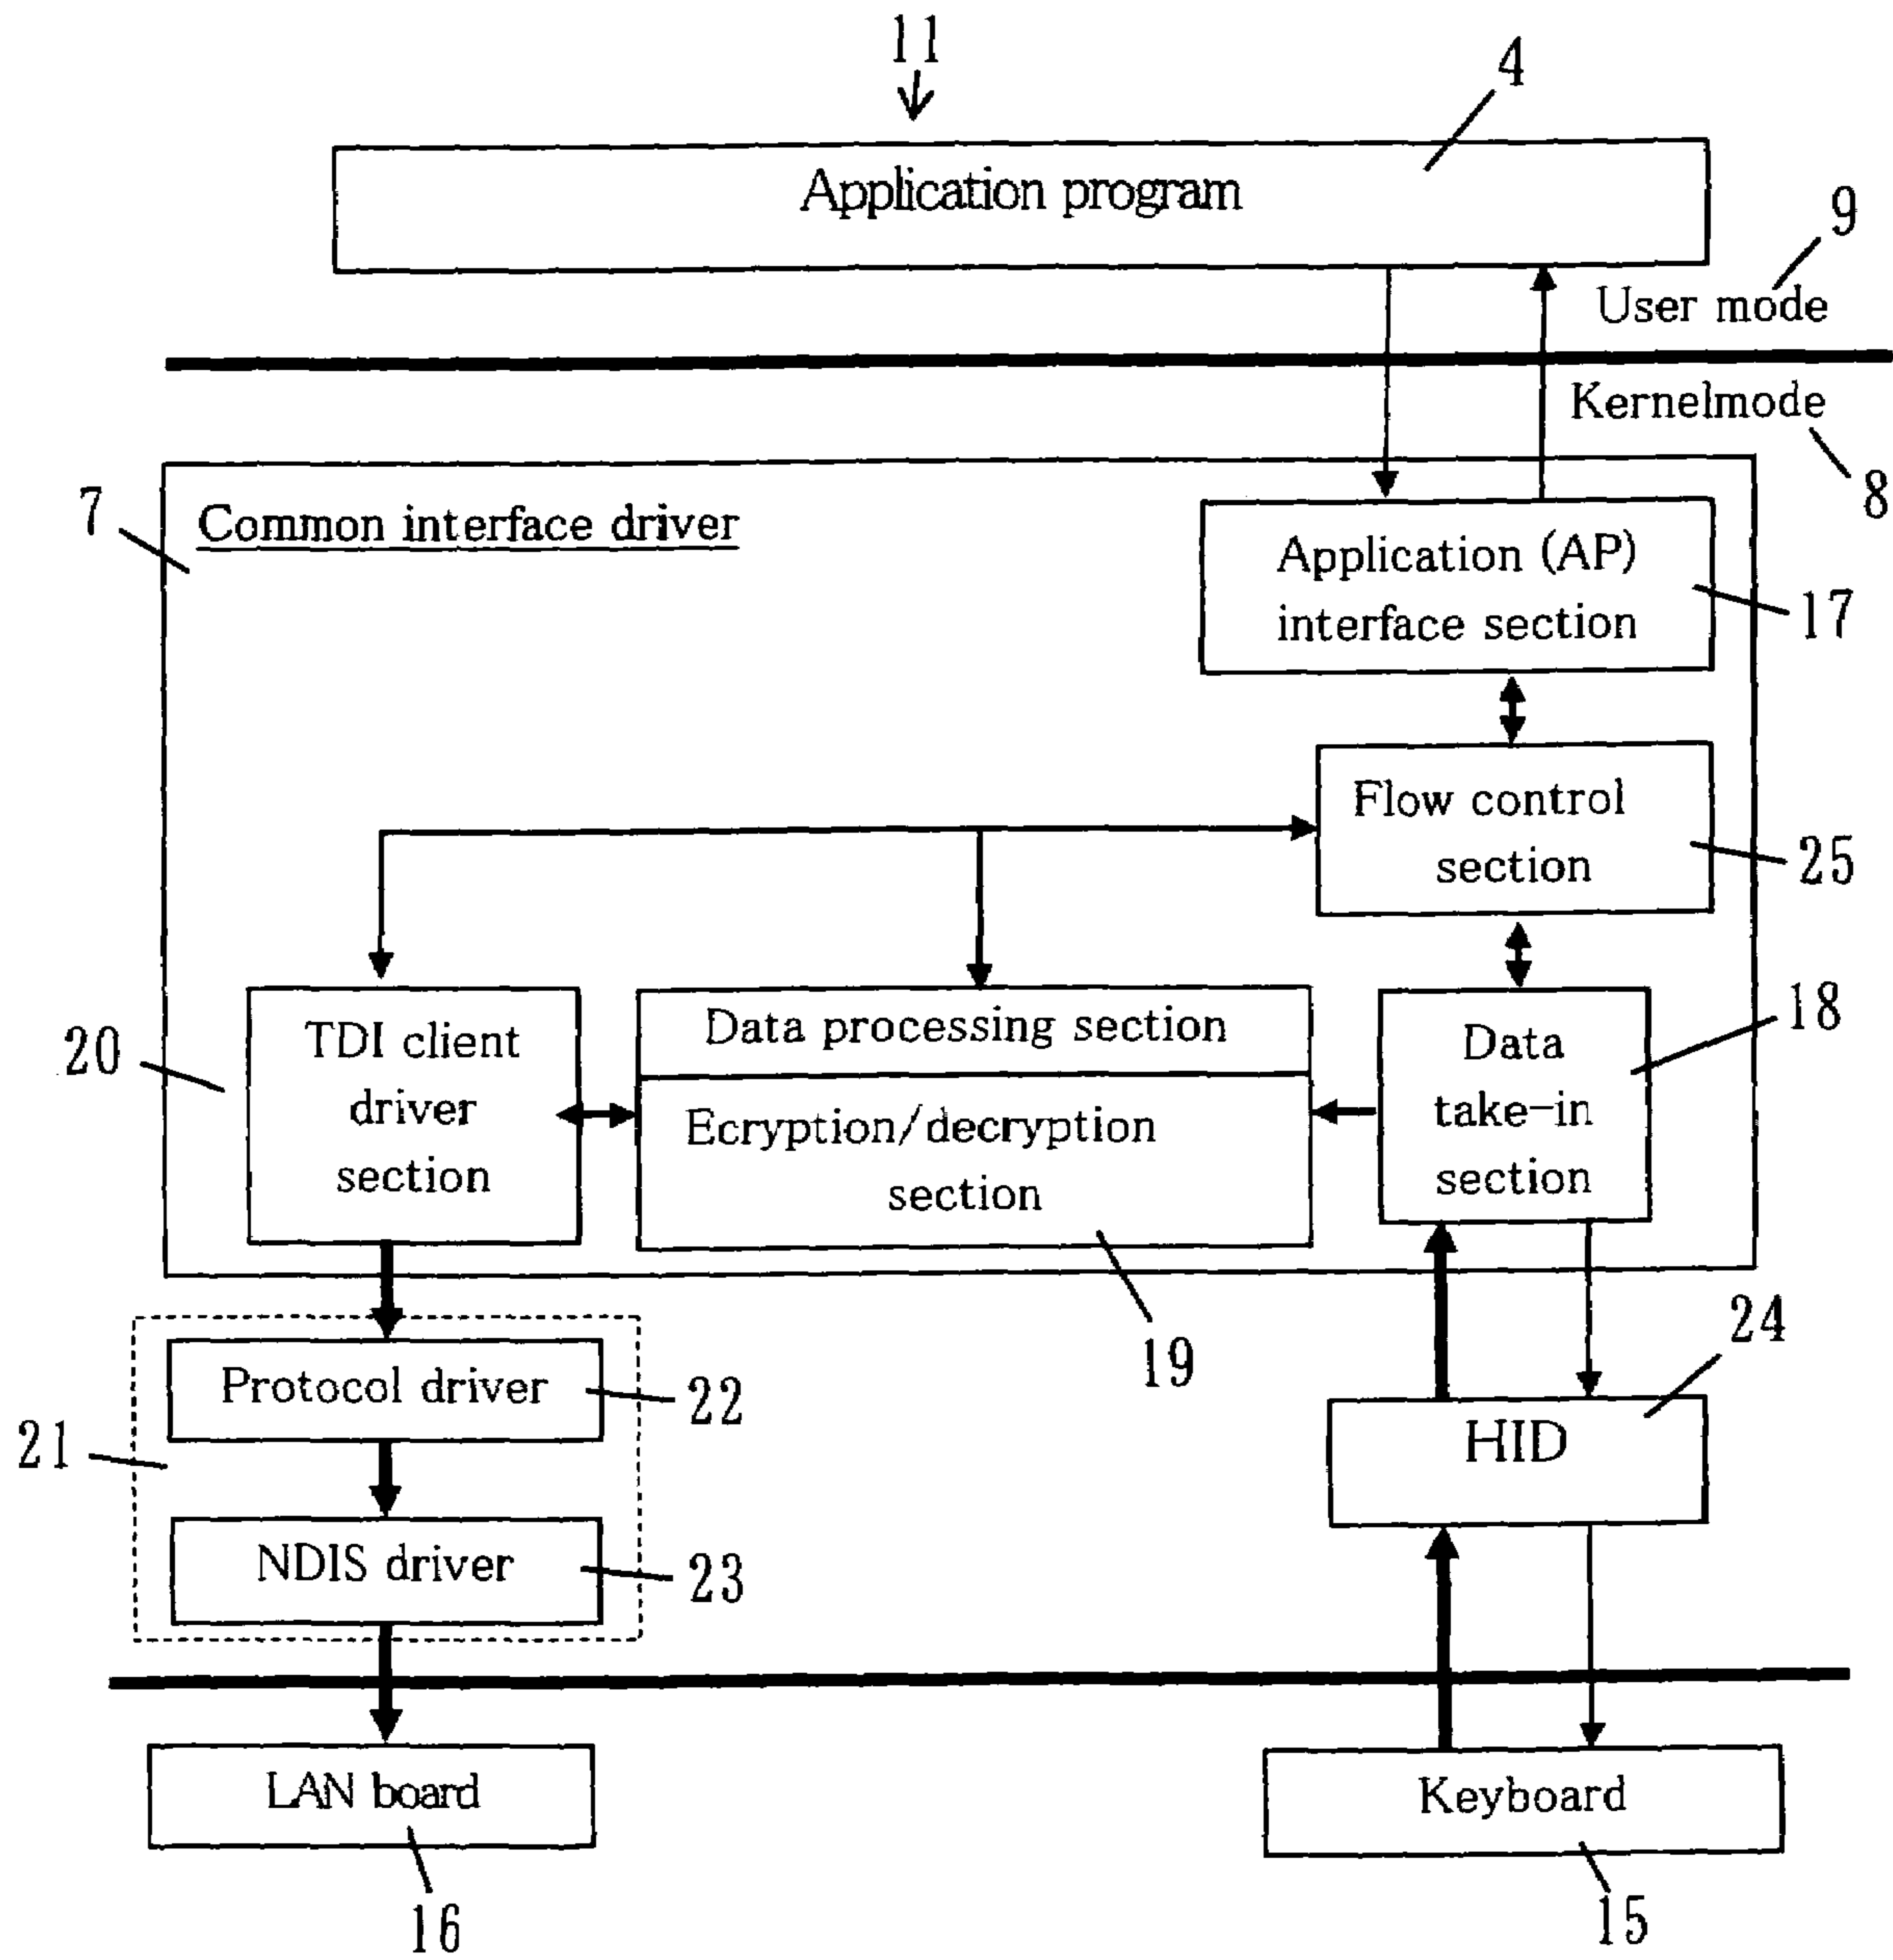 11
4
Application program
9
User mode
Kernelmode
8
7
Common interface driver
Application (AP)
interface section
17
Flow control
section
25
20
TDI client
driver
section
Data processing section
Ecryption/decryption
section
19
Data
take-in
section
18
24
HID
21
Protocol driver
22
NDIS driver
23
LAN board
16
Keyboard
15